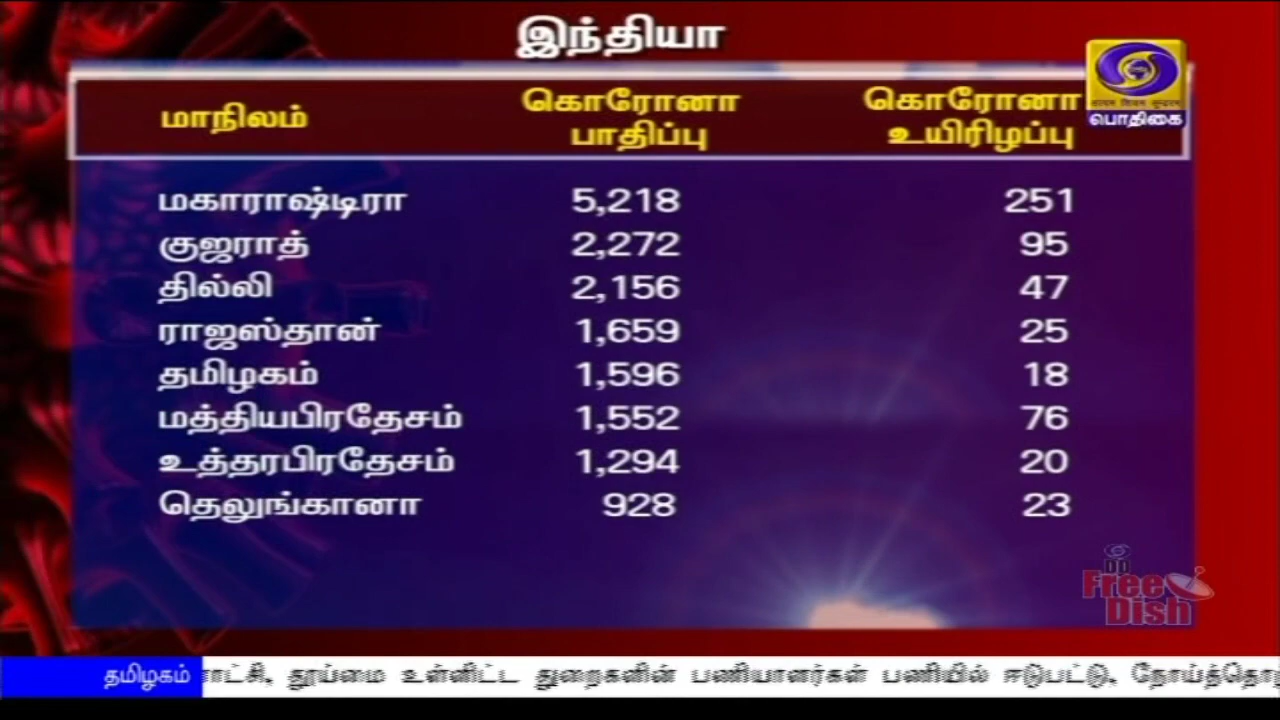 இந்தியா
மாநிலம் கொரோனா பாதிப்பு கொரோனா உயிரிழப்பு
பொதிகை
மகாராஷ்டிரா 5,218 251
குஜராத் 2,272 95
தில்லி 2,156 47
ராஜஸ்தான் 1,659 25
தமிழகம் 1,596 18
மத்தியபிரதேசம் 1,552 76
உத்தரபிரதேசம் 1,294 20
தெலுங்கானா 928 23
DD
Free
Dish
தமிழகம் ராட்சி, தூய்மை உள்ளிட்ட துறைகளின் பணியாளர்கள் பணியில் ஈடுபட்டு, நோய்த்தொ